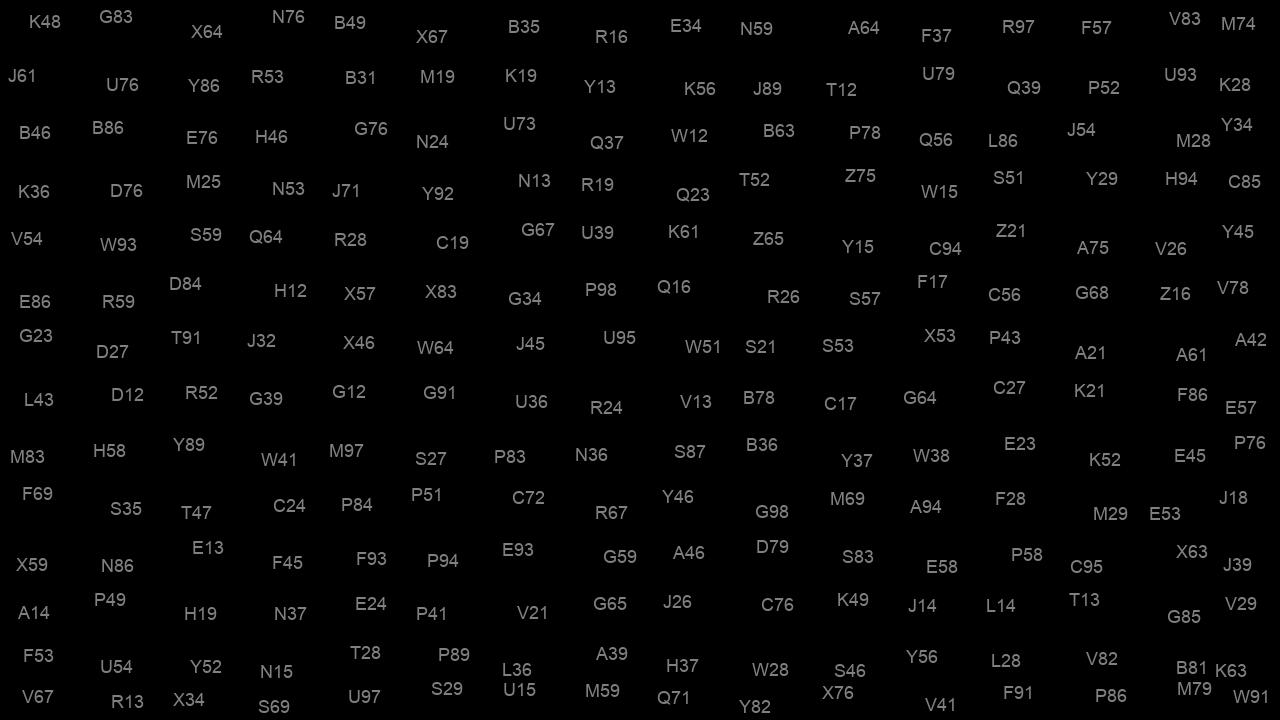 K48 G83 X64 N76 B49 X67 B35 R16 E34 N59 A64 F37 R97 F57 V83 M74
J61 U76 Y86 R53 B31 M19 K19 Y13 K56 J89 T12 U79 Q39 P52 U93 K28
B46 B86 E76 H46 G76 N24 U73 Q37 W12 B63 P78 Q56 L86 J54 M28 Y34
K36 D76 M25 N53 J71 Y92 N13 R19 Q23 T52 Z75 W15 S51 Y29 H94 C85
V54 W93 S59 Q64 R28 C19 G67 U39 K61 Z65 Y15 C94 Z21 A75 V26 Y45
E86 R59 D84 H12 X57 X83 G34 P98 Q16 R26 S57 F17 C56 G68 Z16 V78
G23 D27 T91 J32 X46 W64 J45 U95 W51 S21 S53 X53 P43 A21 A61 A42
L43 D12 R52 G39 G12 G91 U36 R24 V13 B78 C17 G64 C27 K21 F86 E57
M83 H58 Y89 W41 M97 S27 P83 N36 S87 B36 Y37 W38 E23 K52 E45 P76
F69 S35 T47 C24 P84 P51 C72 R67 Y46 G98 M69 A94 F28 M29 E53 J18
X59 N86 E13 F45 F93 P94 E93 G59 A46 D79 S83 E58 P58 C95 X63 J39
A14 P49 H19 N37 E24 P41 V21 G65 J26 C76 K49 J14 L14 T13 G85 V29
F53 U54 Y52 N15 T28 P89 L36 A39 H37 W28 S46 Y56 L28 V82 B81 K63
V67 R13 X34 S69 U97 S29 U15 M59 Q71 Y82 X76 V41 F91 P86 M79 W91